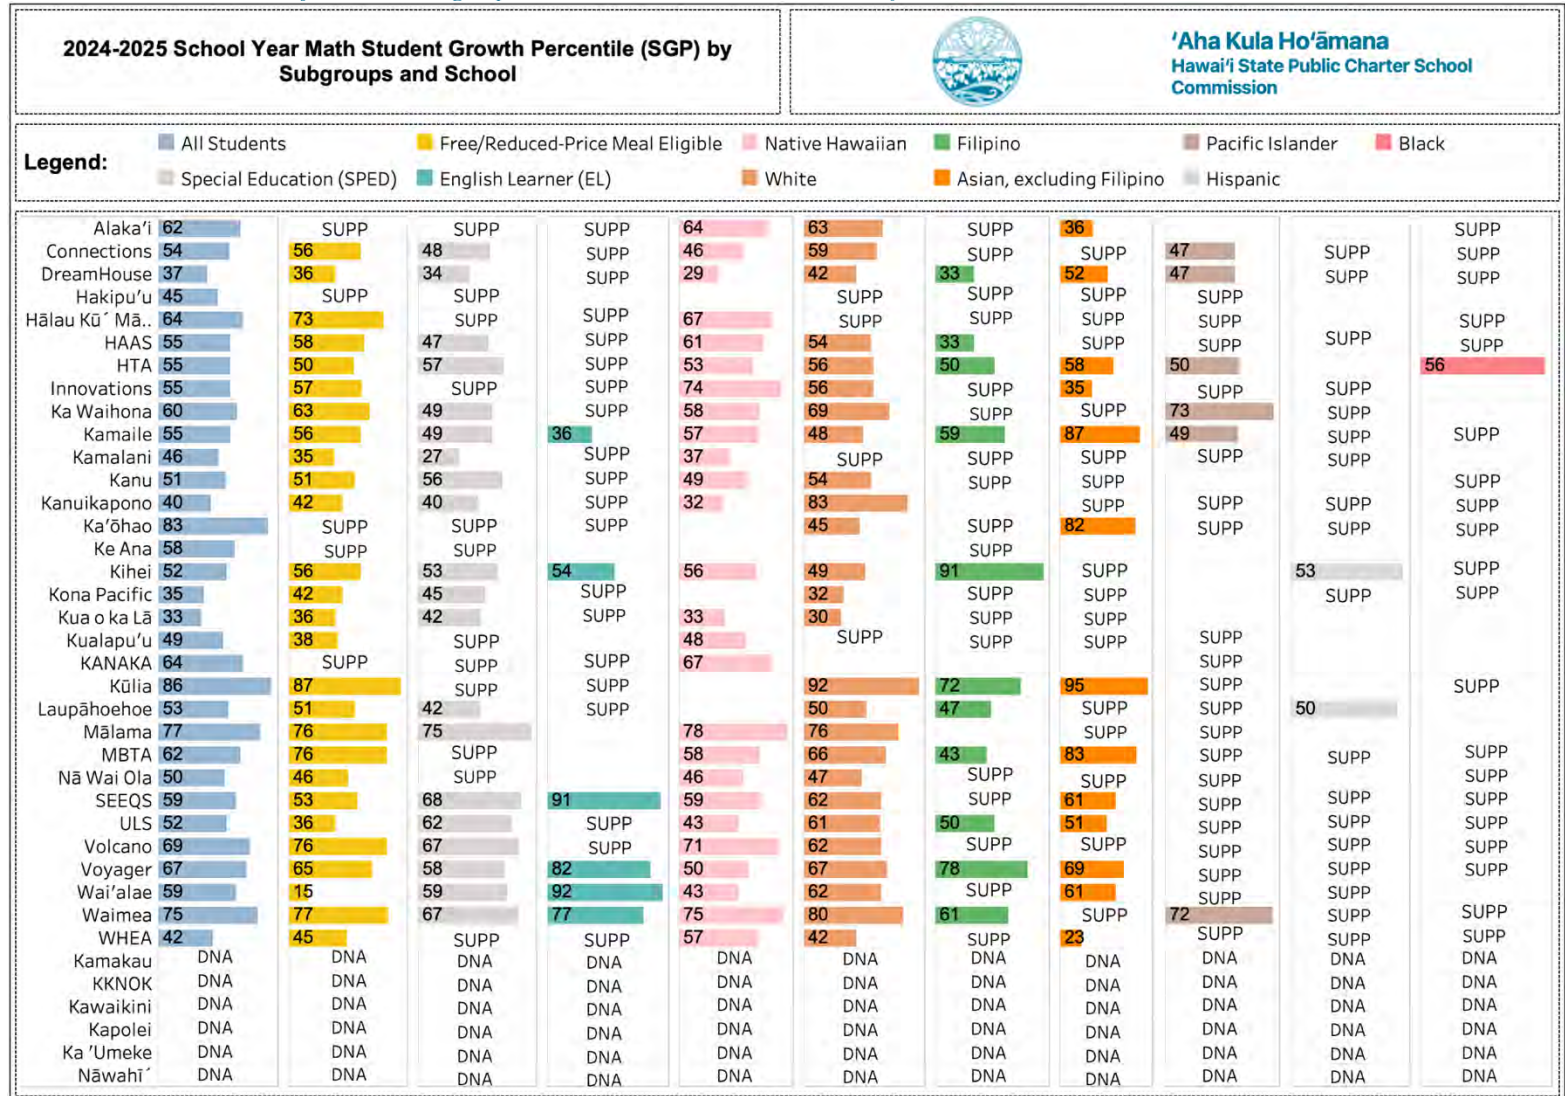 2024-2025 School Year Math Student Growth Percentile (SGP) by
Subgroups and School
ʻAha Kula Hoʻāmana
Hawaiʻi State Public Charter School
Commission
Legend:
All Students Free/Reduced-Price Meal Eligible Native Hawaiian Filipino Pacific Islander Black
Special Education (SPED) English Learner (EL) White Asian, excluding Filipino Hispanic
Alaka'i 62 SUPP SUPP SUPP 64 63 SUPP 36 SUPP
Connections 54 56 48 SUPP 46 59 SUPP SUPP 47 SUPP SUPP
DreamHouse 37 36 34 SUPP 29 42 33 52 47 SUPP SUPP
Hakipu'u 45 SUPP SUPP SUPP SUPP SUPP SUPP
Hālau Kū´ Mā.. 64 73 SUPP SUPP 67 SUPP SUPP SUPP SUPP SUPP
HAAS 55 58 47 SUPP 61 54 33 SUPP SUPP SUPP SUPP
HTA 55 50 57 SUPP 53 56 50 58 50 56
Innovations 55 57 SUPP SUPP 74 56 SUPP 35 SUPP SUPP
Ka Waihona 60 63 49 SUPP 58 69 SUPP SUPP 73 SUPP
Kamaile 55 56 49 36 57 48 59 87 49 SUPP SUPP
Kamalani 46 35 27 SUPP 37 SUPP SUPP SUPP SUPP SUPP
Kanu 51 51 56 SUPP 49 54 SUPP SUPP SUPP
Kanuikapono 40 42 40 SUPP 32 83 SUPP SUPP SUPP SUPP
Ka'ōhao 83 SUPP SUPP SUPP 45 SUPP 82 SUPP SUPP SUPP
Ke Ana 58 SUPP SUPP SUPP
Kihei 52 56 53 54 56 49 91 SUPP 53 SUPP
Kona Pacific 35 42 45 SUPP 32 SUPP SUPP SUPP SUPP
Kua o ka Lā 33 36 42 SUPP 33 30 SUPP SUPP
Kualapu'u 49 38 SUPP 48 SUPP SUPP SUPP SUPP
KANAKA 64 SUPP SUPP SUPP 67 SUPP
Kūlia 86 87 SUPP SUPP 92 72 95 SUPP SUPP
Laupāhoehoe 53 51 42 SUPP 50 47 SUPP SUPP 50
Mālama 77 76 75 78 76 SUPP SUPP
MBTA 62 76 SUPP 58 66 43 83 SUPP SUPP SUPP
Nā Wai Ola 50 46 SUPP 46 47 SUPP SUPP SUPP SUPP
SEEQS 59 53 68 91 59 62 SUPP 61 SUPP SUPP SUPP
ULS 52 36 62 SUPP 43 61 50 51 SUPP SUPP SUPP
Volcano 69 76 67 SUPP 71 62 SUPP SUPP SUPP SUPP SUPP
Voyager 67 65 58 82 50 67 78 69 SUPP SUPP SUPP
Wai'alae 59 15 59 92 43 62 SUPP 61 SUPP SUPP
Waimea 75 77 67 77 75 80 61 SUPP 72 SUPP SUPP
WHEA 42 45 SUPP SUPP 57 42 SUPP 23 SUPP SUPP SUPP
Kamakau DNA DNA DNA DNA DNA DNA DNA DNA DNA DNA DNA
KKNOK DNA DNA DNA DNA DNA DNA DNA DNA DNA DNA DNA
Kawaikini DNA DNA DNA DNA DNA DNA DNA DNA DNA DNA DNA
Kapolei DNA DNA DNA DNA DNA DNA DNA DNA DNA DNA DNA
Ka 'Umeke DNA DNA DNA DNA DNA DNA DNA DNA DNA DNA DNA
Nāwahī´ DNA DNA DNA DNA DNA DNA DNA DNA DNA DNA DNA